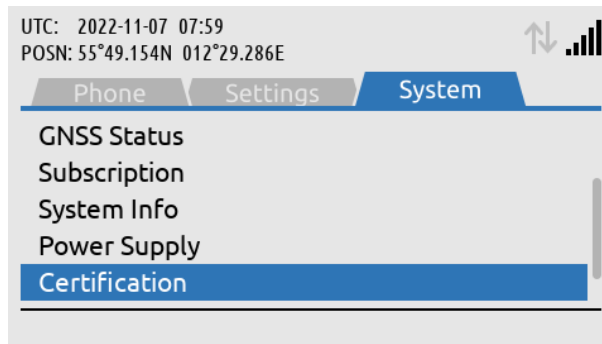 UTC: 2022-11-07 07:59
POSN: 55°49.154N 012°29.286E
Phone Settings System
GNSS Status
Subscription
System Info
Power Supply
Certification